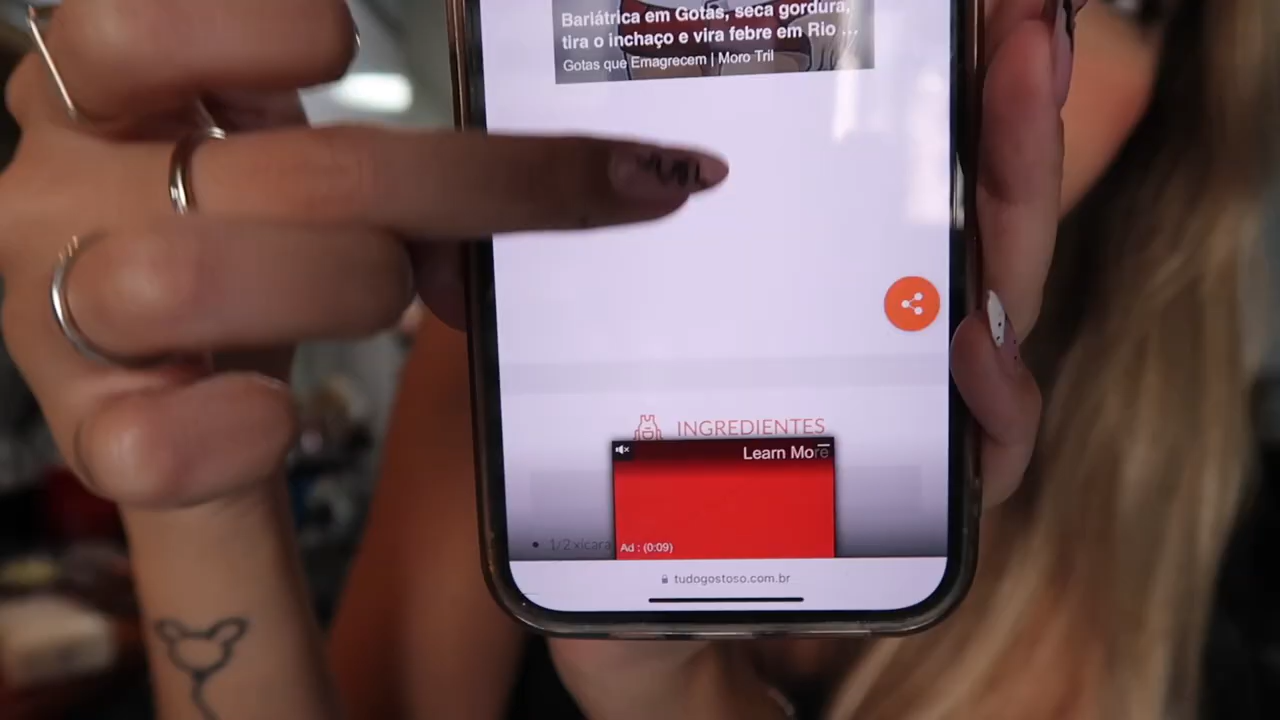 Bariátrica em Gotas, seca gordura,
tira o inchaço e vira febre em Rio ...
Gotas que Emagrecem | Moro Tril
INGREDIENTES
Learn More
• 1/2 xícara
Ad : (0:09)
tudogostoso.com.br